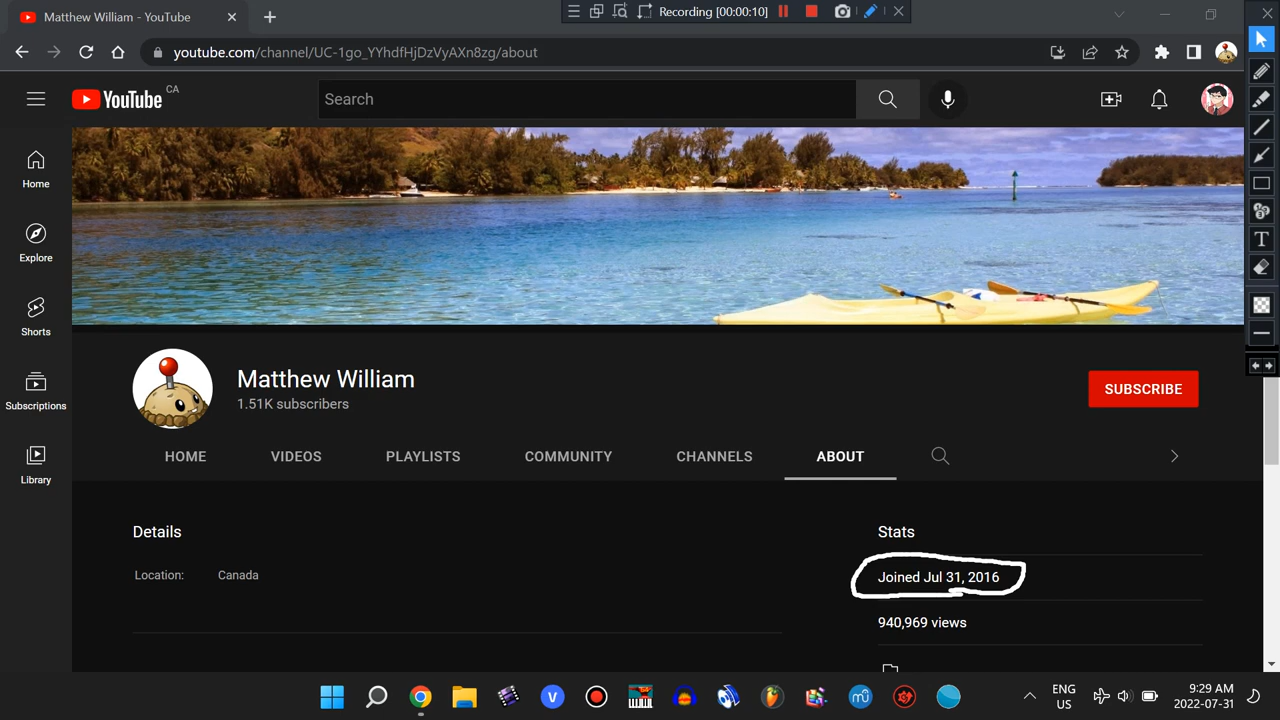 Matthew William - YouTube
Recording [00:00:10]
youtube.com/channel/UC-1go_YYhdfHjDzVyAXn8zg/about
YouTube CA
Search
Home
Explore
Shorts
Subscriptions
Library
Matthew William
1.51K subscribers
SUBSCRIBE
HOME VIDEOS PLAYLISTS COMMUNITY CHANNELS ABOUT
Details
Location: Canada
Stats
Joined Jul 31, 2016
940,969 views
ENG
US
9:29 AM
2022-07-31